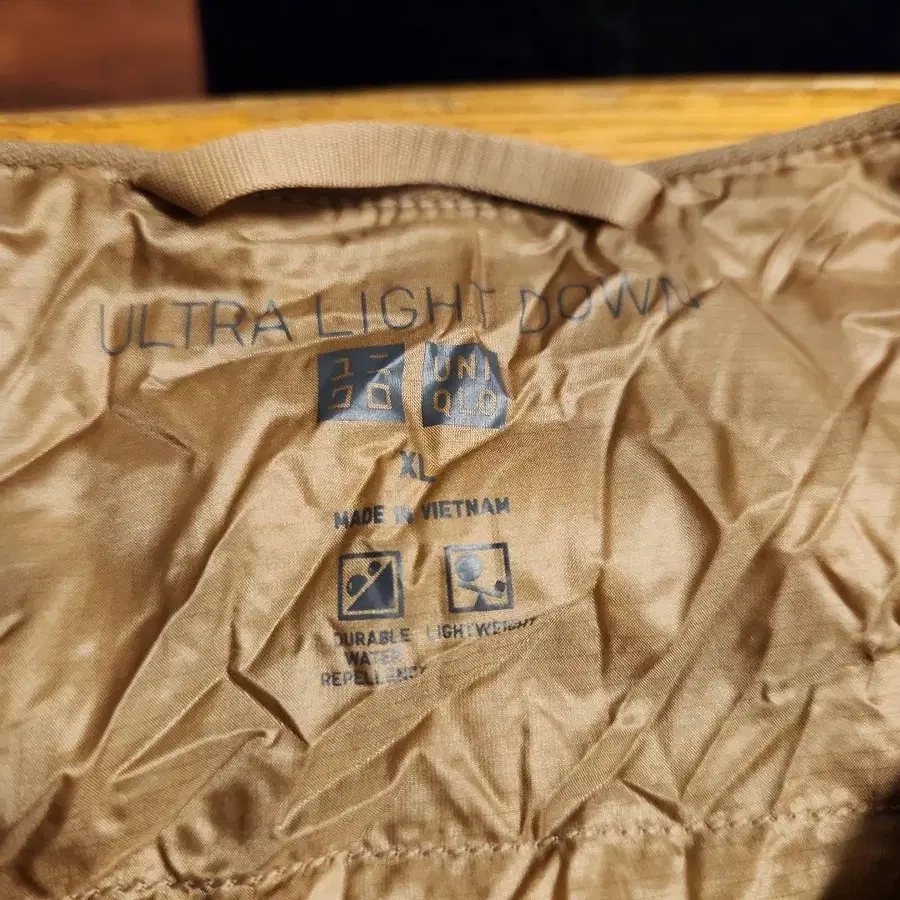 ULTRA LIGHT DOWN
ユニ UNI
クロ QLO
XL
MADE IN VIETNAM
DURABLE LIGHTWEIGHT
WATER
REPELLENCY